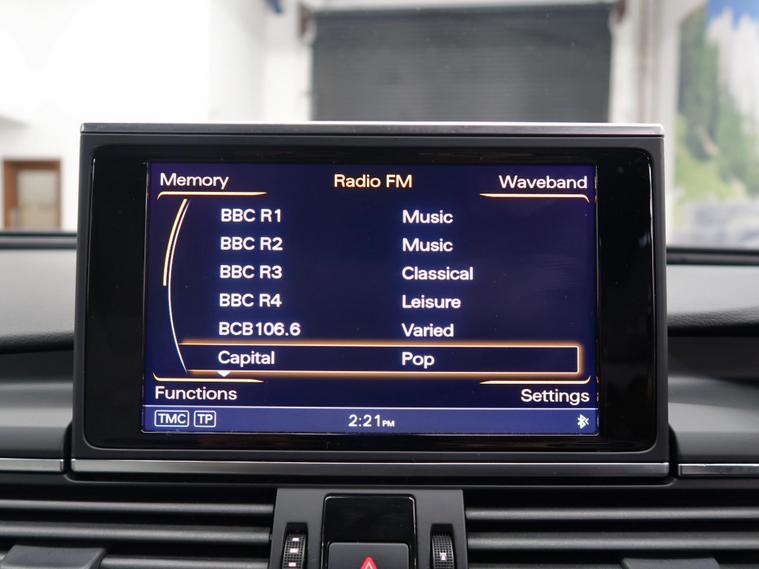 Memory Radio FM Waveband
BBC R1 Music
BBC R2 Music
BBC R3 Classical
BBC R4 Leisure
BCB106.6 Varied
Capital Pop
Functions Settings
TMC TP 2:21PM